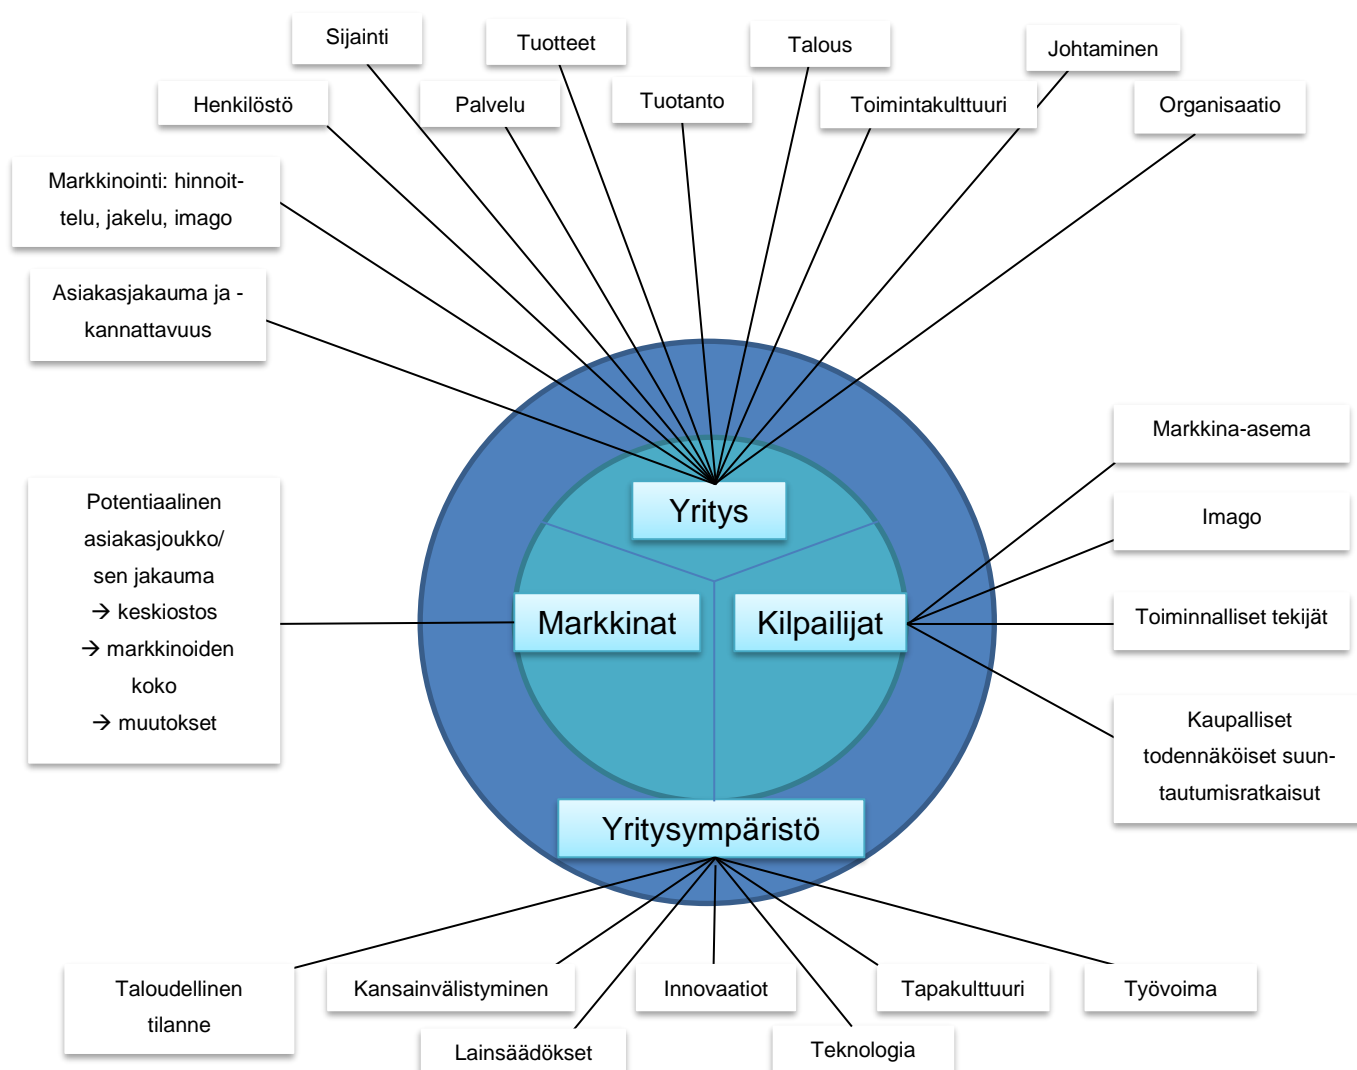 Sijainti
Tuotteet
Talous
Johtaminen
Henkilöstö
Palvelu
Tuotanto
Toimintakulttuuri
Organisaatio
Markkinointi: hinnoit-
telu, jakelu, imago
Asiakasjakauma ja -
kannattavuus
Yritys
Markkina-asema
Imago
Potentiaalinen
asiakasjoukko/
sen jakauma
→ keskiostos
→ markkinoiden
koko
→ muutokset
Markkinat
Kilpailijat
Toiminnalliset tekijät
Kaupalliset
todennäköiset suun-
tautumisratkaisut
Yritysympäristö
Taloudellinen
tilanne
Kansainvälistyminen
Innovaatiot
Tapakulttuuri
Työvoima
Lainsäädökset
Teknologia